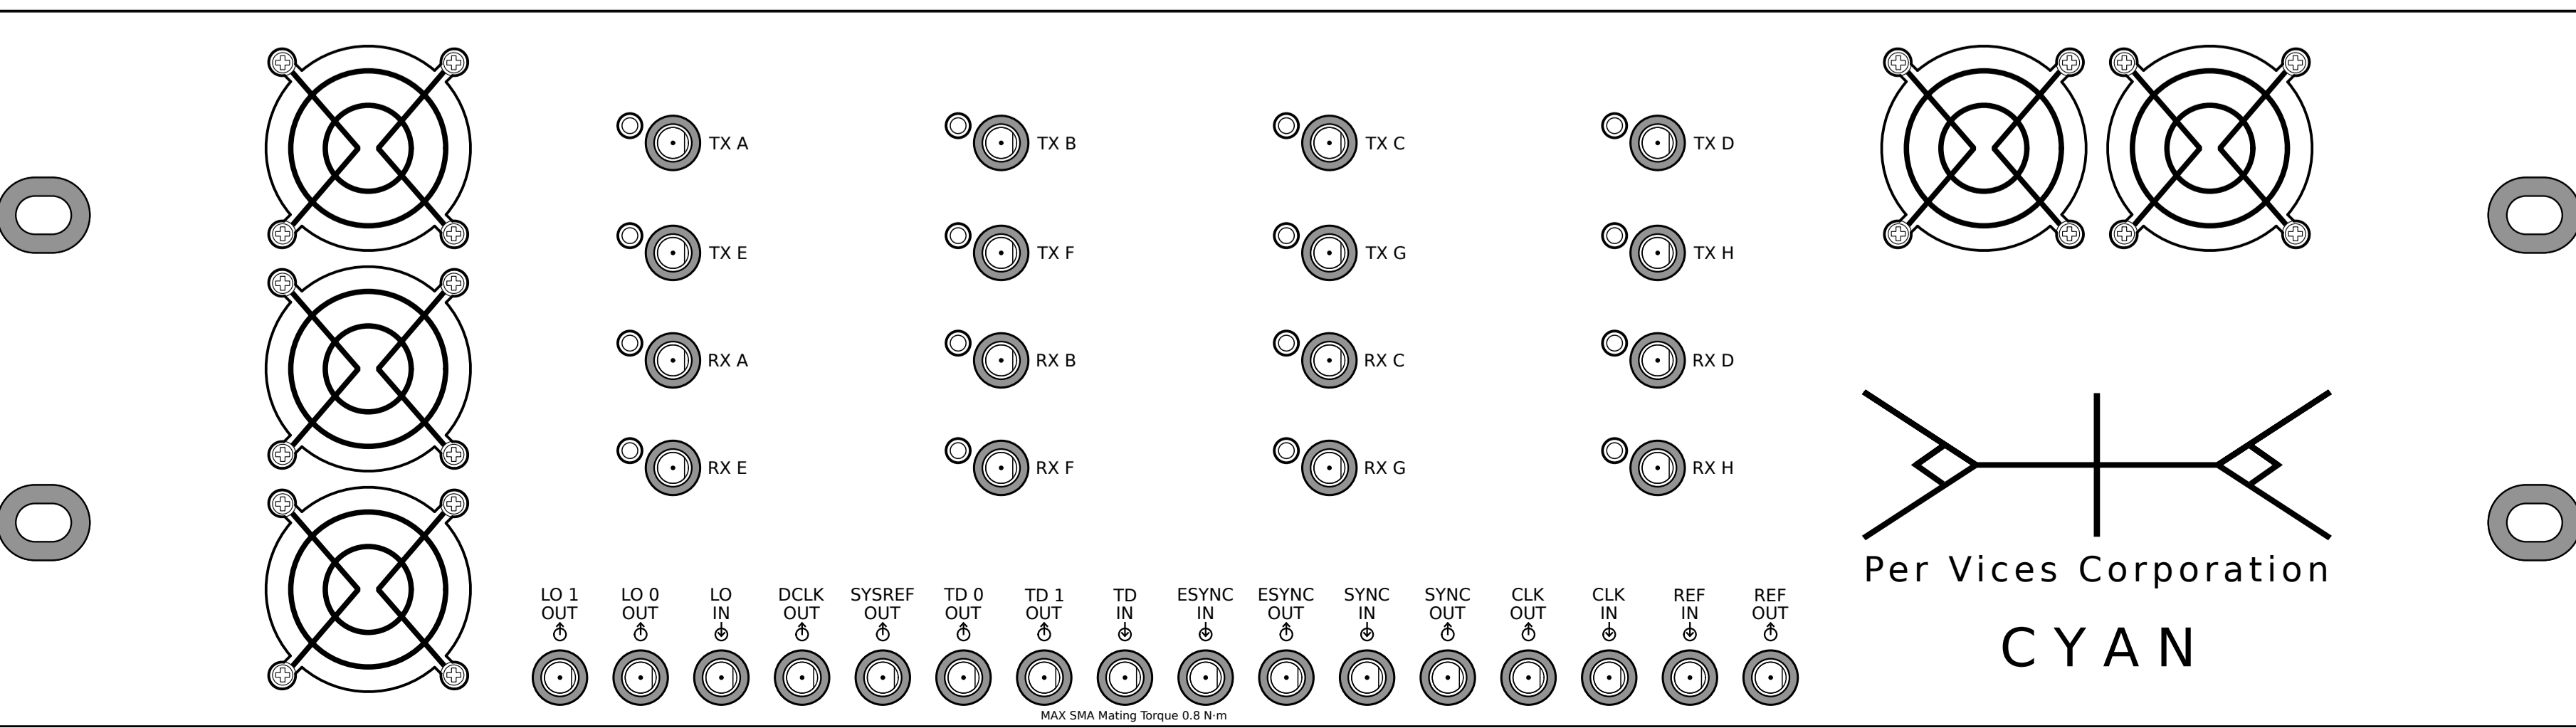 TX A
TX B
TX C
TX D
TX E
TX F
TX G
TX H
RX A
RX B
RX C
RX D
RX E
RX F
RX G
RX H
Per Vices Corporation
CYAN
LO 1
OUT
LO 0
OUT
LO
IN
DCLK
OUT
SYSREF
OUT
TD 0
OUT
TD 1
OUT
TD
IN
ESYNC
IN
ESYNC
OUT
SYNC
IN
SYNC
OUT
CLK
OUT
CLK
IN
REF
IN
REF
OUT
MAX SMA Mating Torque 0.8 N·m